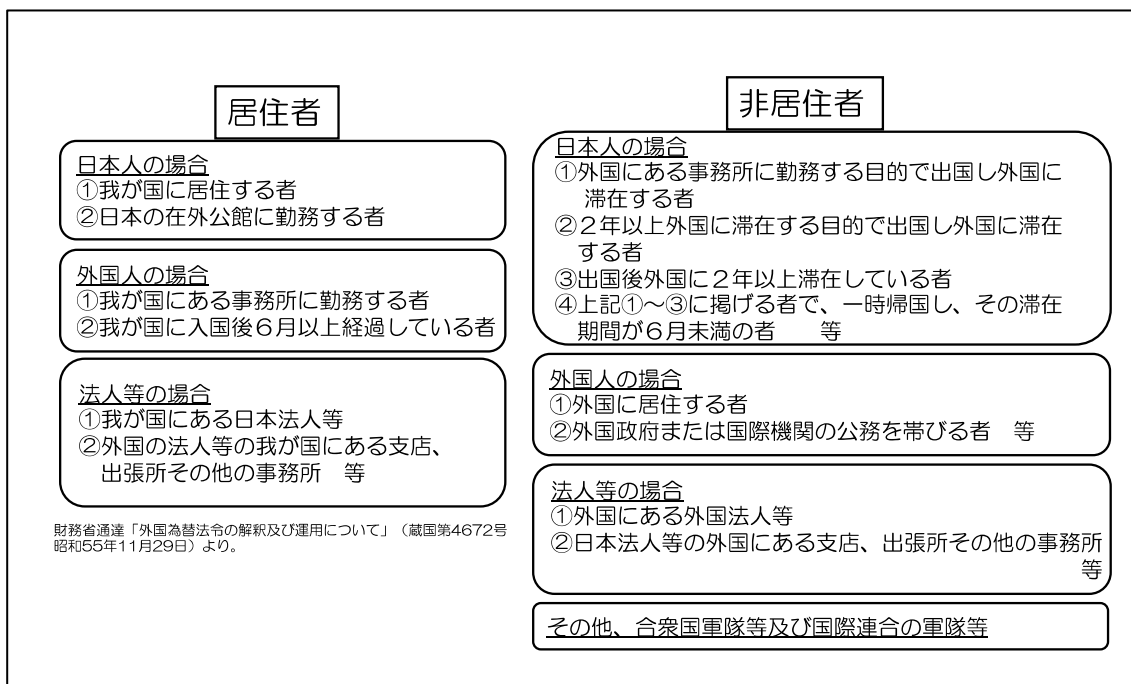 居住者
日本人の場合
①我が国に居住する者
②日本の在外公館に勤務する者
外国人の場合
①我が国にある事務所に勤務する者
②我が国に入国後６月以上経過している者
法人等の場合
①我が国にある日本法人等
②外国の法人等の我が国にある支店、
出張所その他の事務所　等
財務省通達「外国為替法令の解釈及び運用について」（蔵国第4672号
昭和55年11月29日）より。
非居住者
日本人の場合
①外国にある事務所に勤務する目的で出国し外国に
滞在する者
②２年以上外国に滞在する目的で出国し外国に滞在
する者
③出国後外国に２年以上滞在している者
④上記①～③に掲げる者で、一時帰国し、その滞在
期間が６月未満の者　　等
外国人の場合
①外国に居住する者
②外国政府または国際機関の公務を帯びる者　等
法人等の場合
①外国にある外国法人等
②日本法人等の外国にある支店、出張所その他の事務所
等
その他、合衆国軍隊等及び国際連合の軍隊等